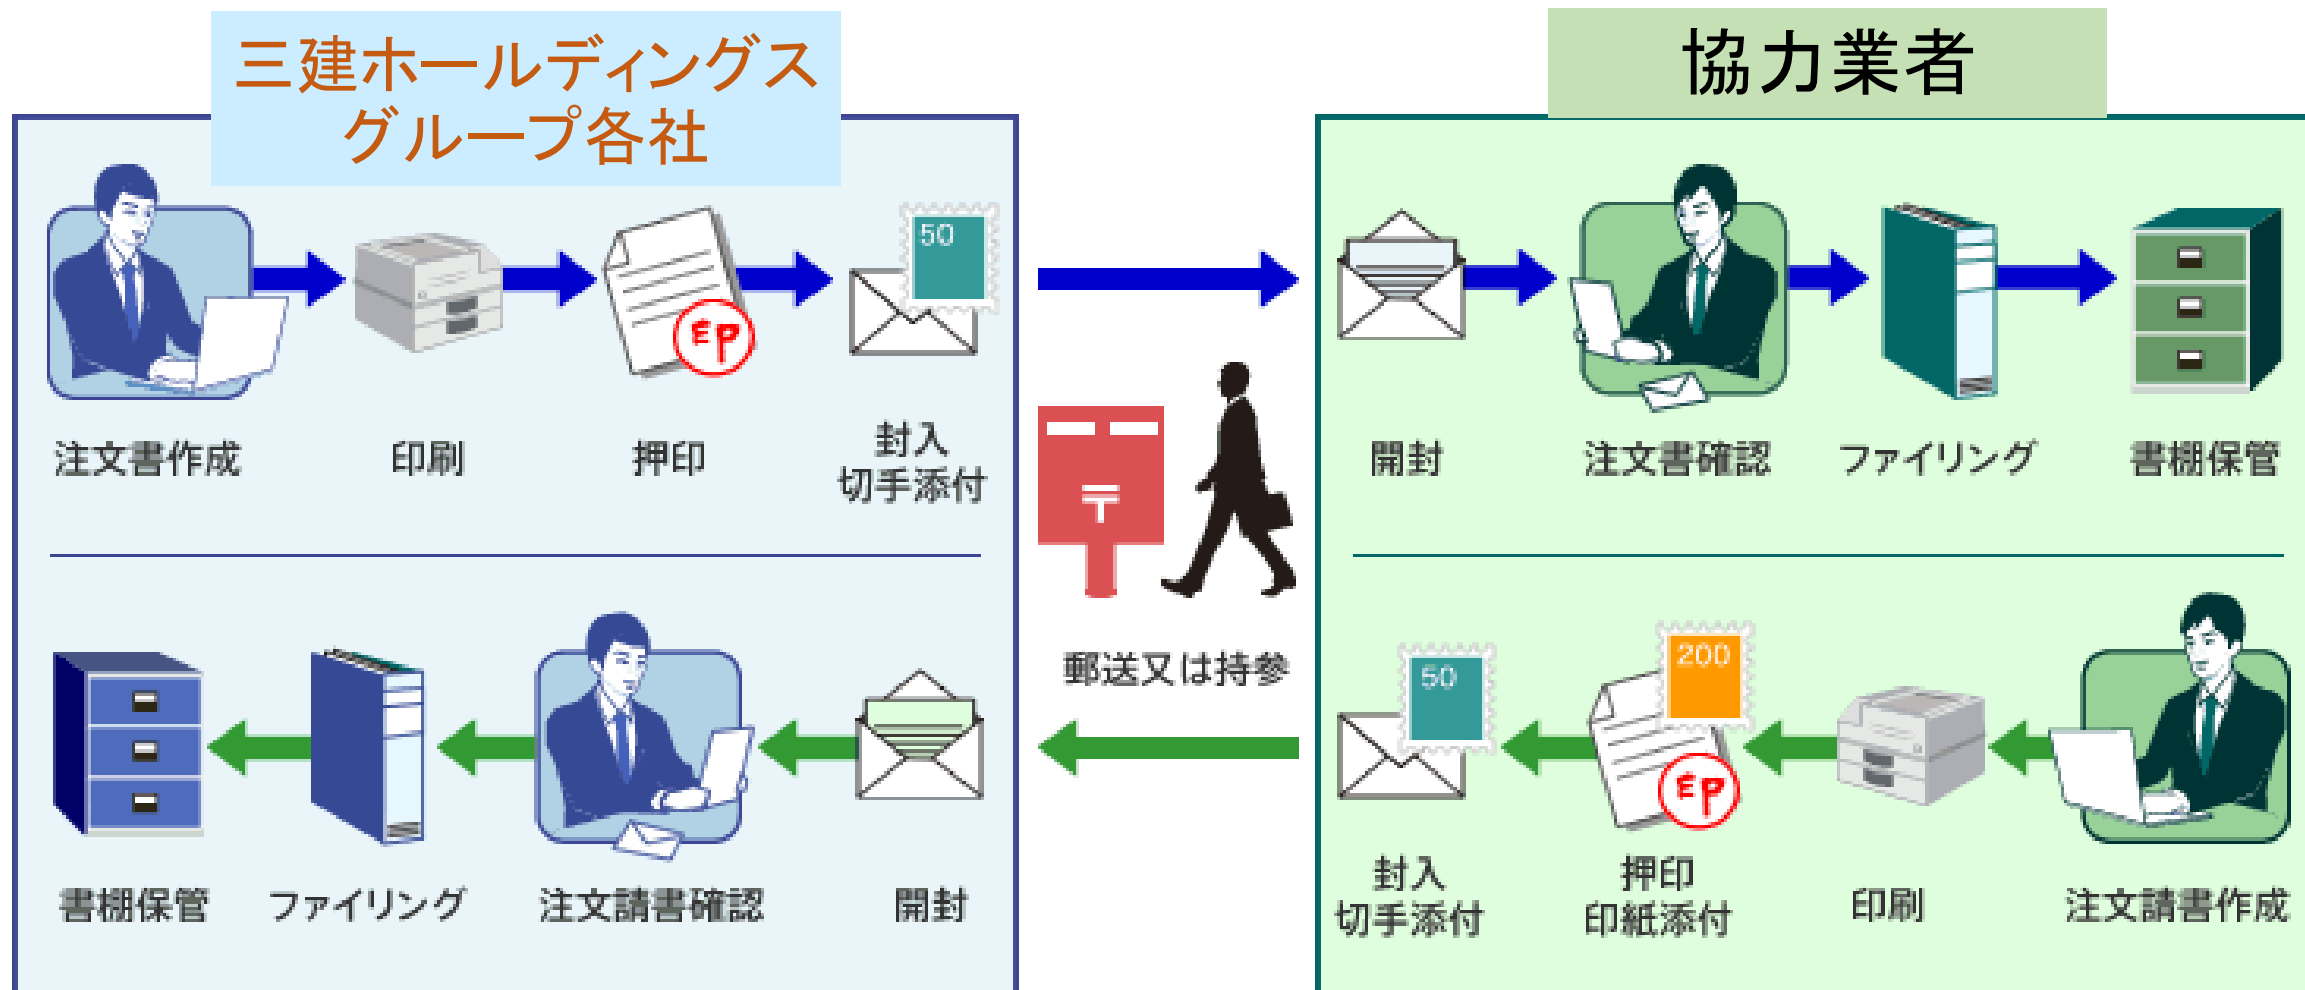 三建ホールディングス
グループ各社
協力業者
50
印
注文書作成
印刷
押印
封入
切手添付
開封
注文書確認
ファイリング
書棚保管
〒
郵送又は持参
書棚保管
ファイリング
注文請書確認
開封
50
200
印
封入
切手添付
押印
印紙添付
印刷
注文請書作成